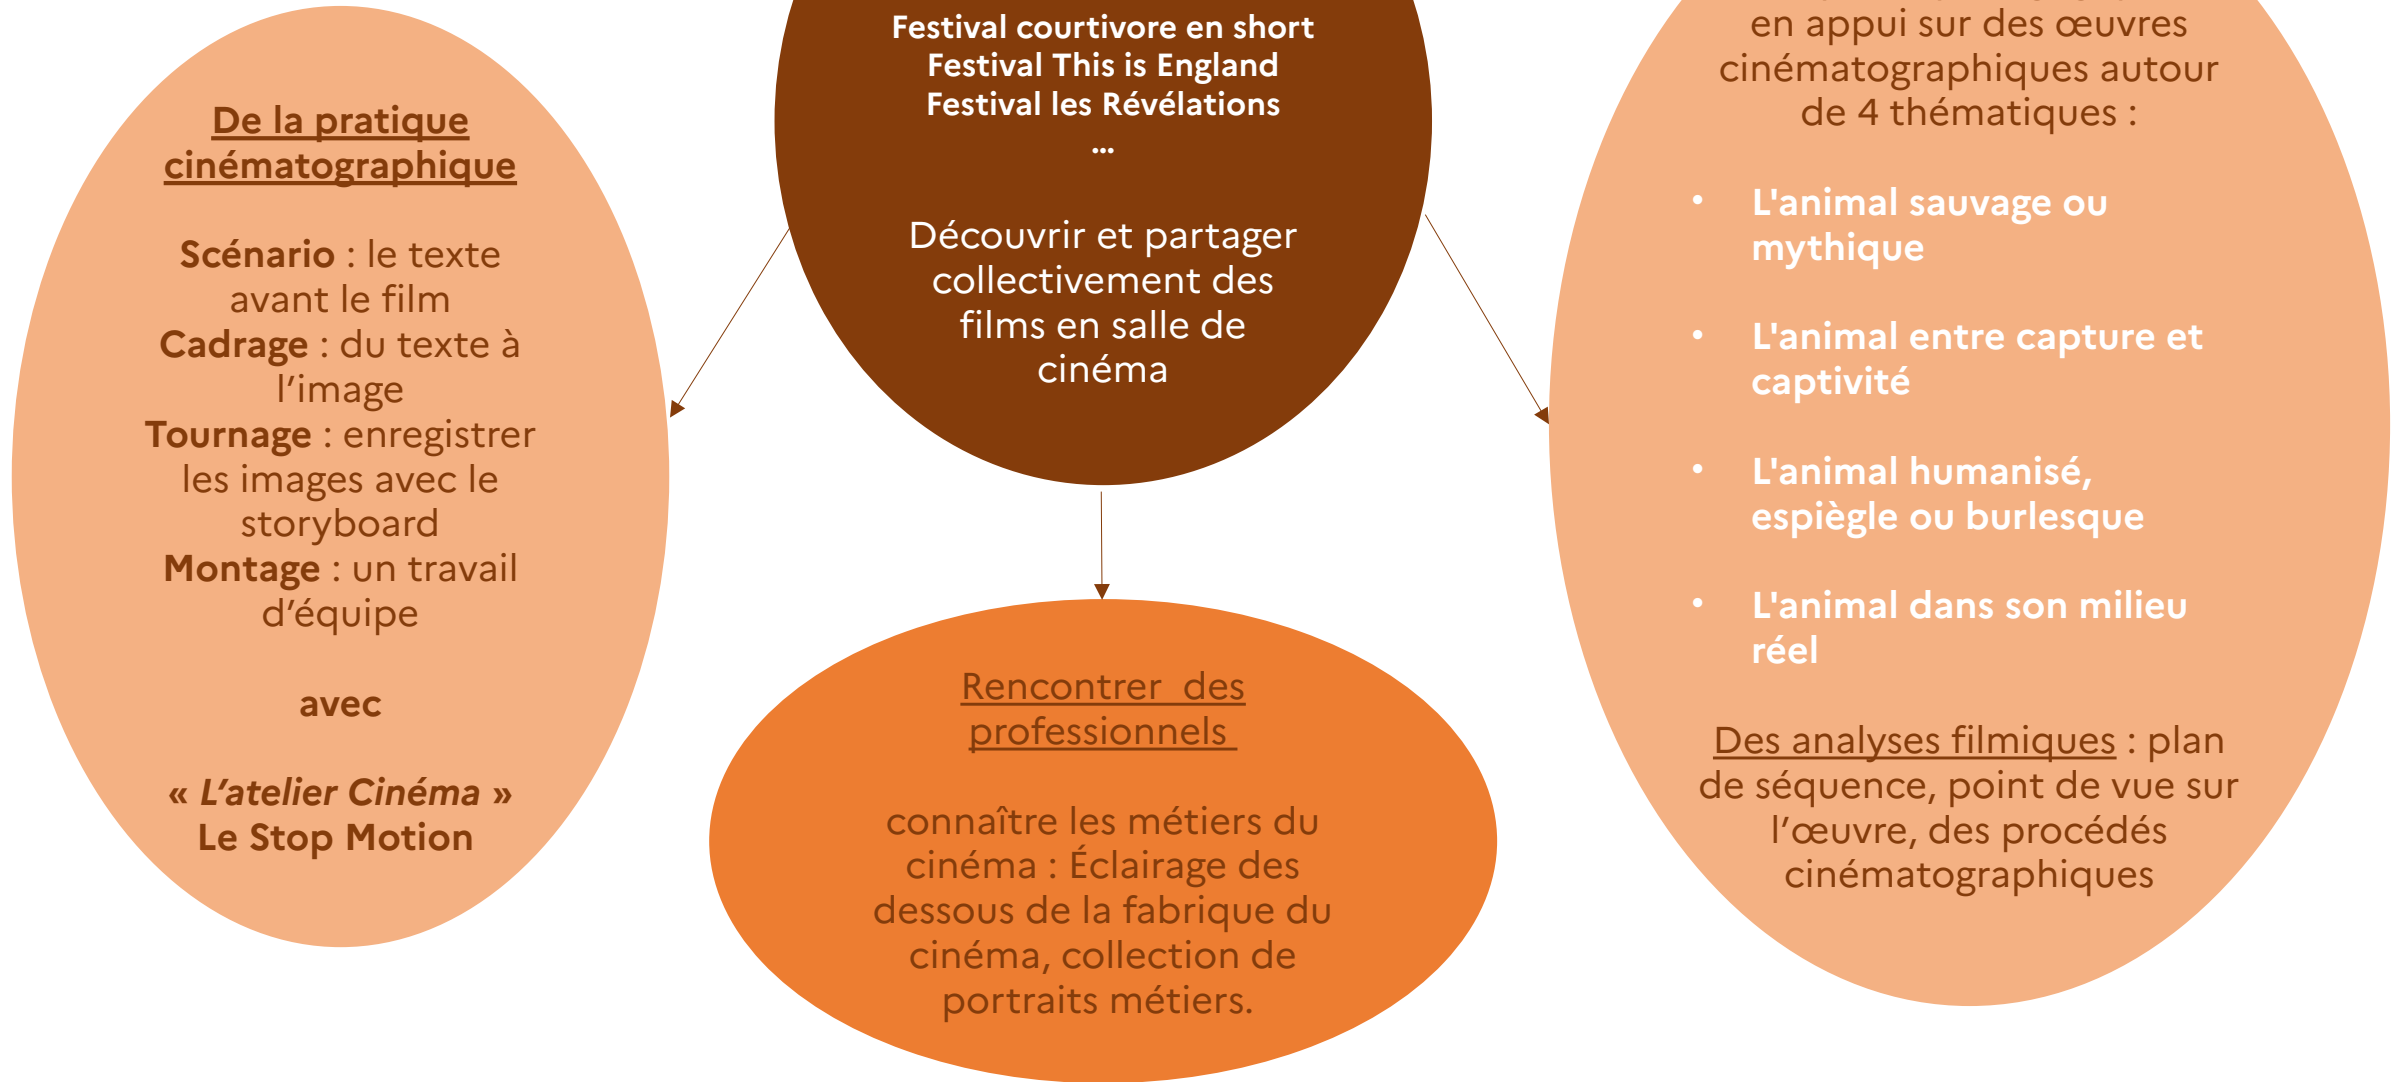 De la pratique
cinématographique
Scénario : le texte
avant le film
Cadrage : du texte à
l’image
Tournage : enregistrer
les images avec le
storyboard
Montage : un travail
d’équipe
avec
« L’atelier Cinéma »
Le Stop Motion
Festival courtivore en short
Festival This is England
Festival les Révélations
...
Découvrir et partager
collectivement des
films en salle de
cinéma
Rencontrer des
professionnels
connaître les métiers du
cinéma : Éclairage des
dessous de la fabrique du
cinéma, collection de
portraits métiers.
en appui sur des œuvres
cinématographiques autour
de 4 thématiques :
• L'animal sauvage ou
mythique
• L'animal entre capture et
captivité
• L'animal humanisé,
espiègle ou burlesque
• L'animal dans son milieu
réel
Des analyses filmiques : plan
de séquence, point de vue sur
l’œuvre, des procédés
cinématographiques